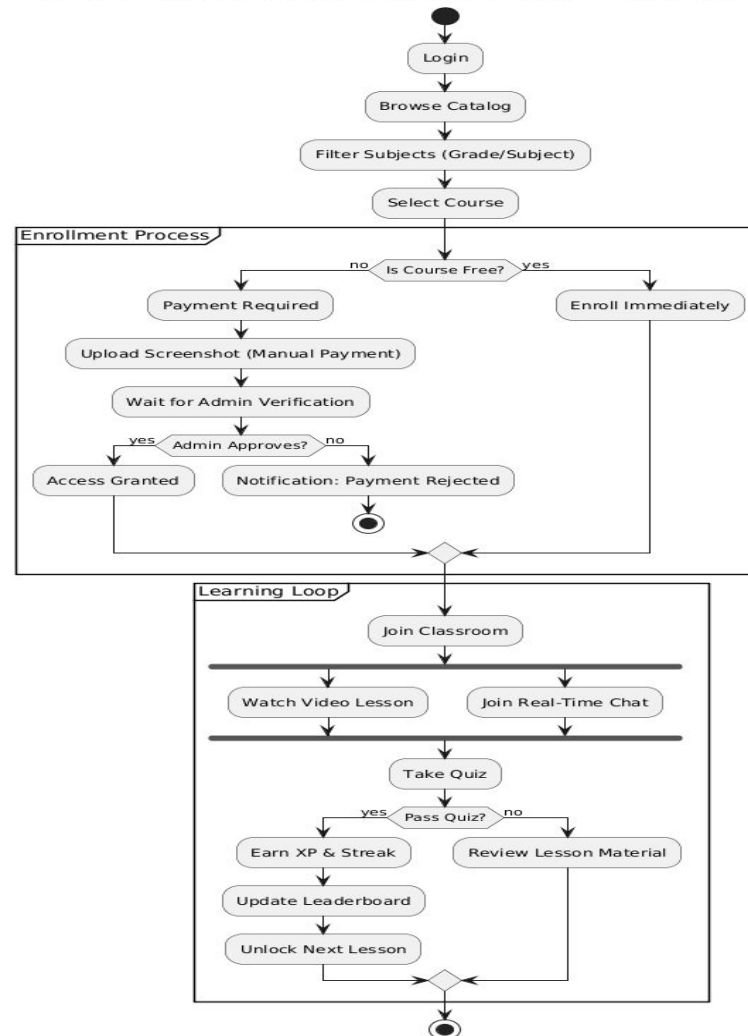 Login
Browse Catalog
Filter Subjects (Grade/Subject)
Select Course
Enrollment Process
no
Is Course Free?
yes
Payment Required
Enroll Immediately
Upload Screenshot (Manual Payment)
Wait for Admin Verification
yes
Admin Approves?
no
Access Granted
Notification: Payment Rejected
Learning Loop
Join Classroom
Watch Video Lesson
Join Real-Time Chat
Take Quiz
yes
Pass Quiz?
no
Earn XP & Streak
Review Lesson Material
Update Leaderboard
Unlock Next Lesson